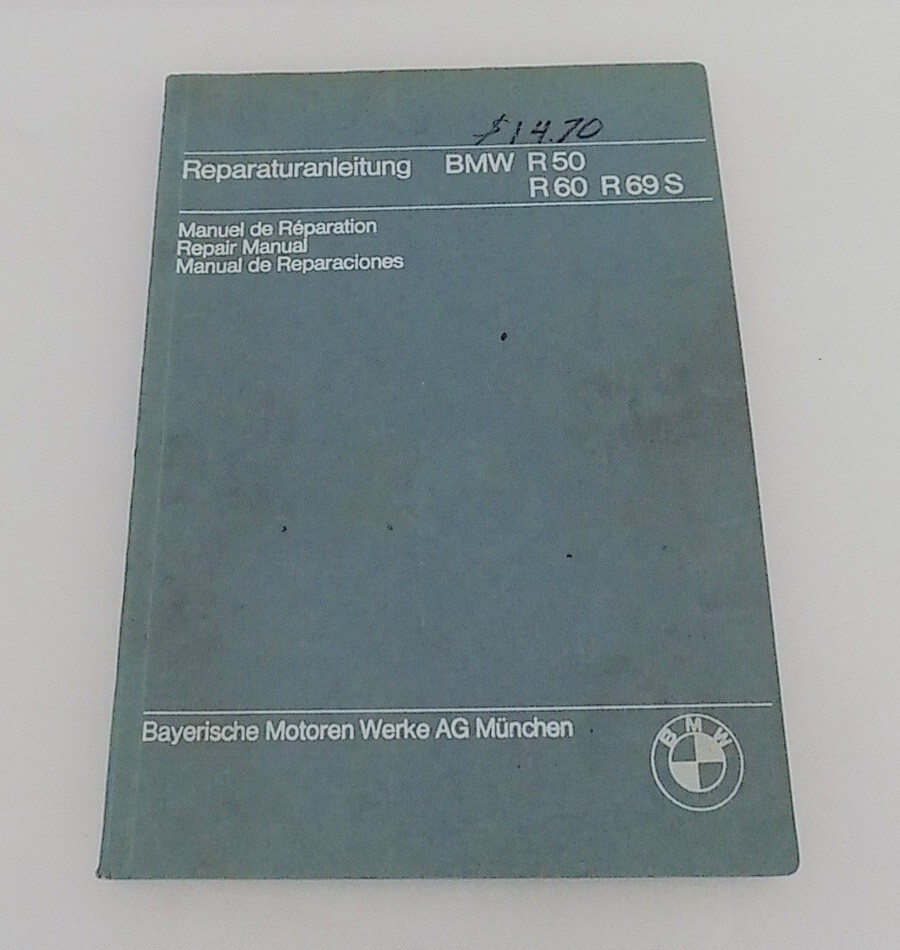 $14.70
Reparaturanleitung BMW R 50
R 60 R 69 S
Manuel de Réparation
Repair Manual
Manual de Reparaciones
Bayerische Motoren Werke AG München
BMW